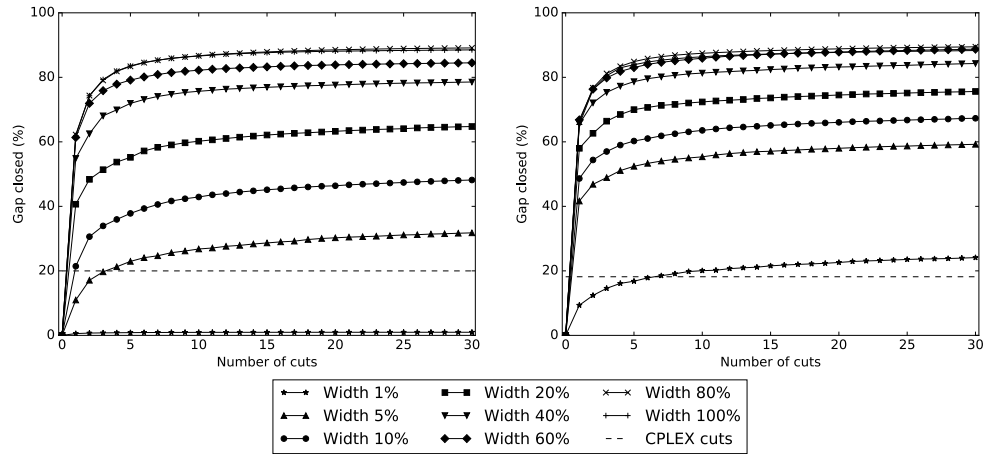 100
80
60
40
20
0
Gap closed (%)
0 5 10 15 20 25 30
Number of cuts
100
80
60
40
20
0
Gap closed (%)
0 5 10 15 20 25 30
Number of cuts
Width 1% Width 20% Width 80%
Width 5% Width 40% Width 100%
Width 10% Width 60% CPLEX cuts